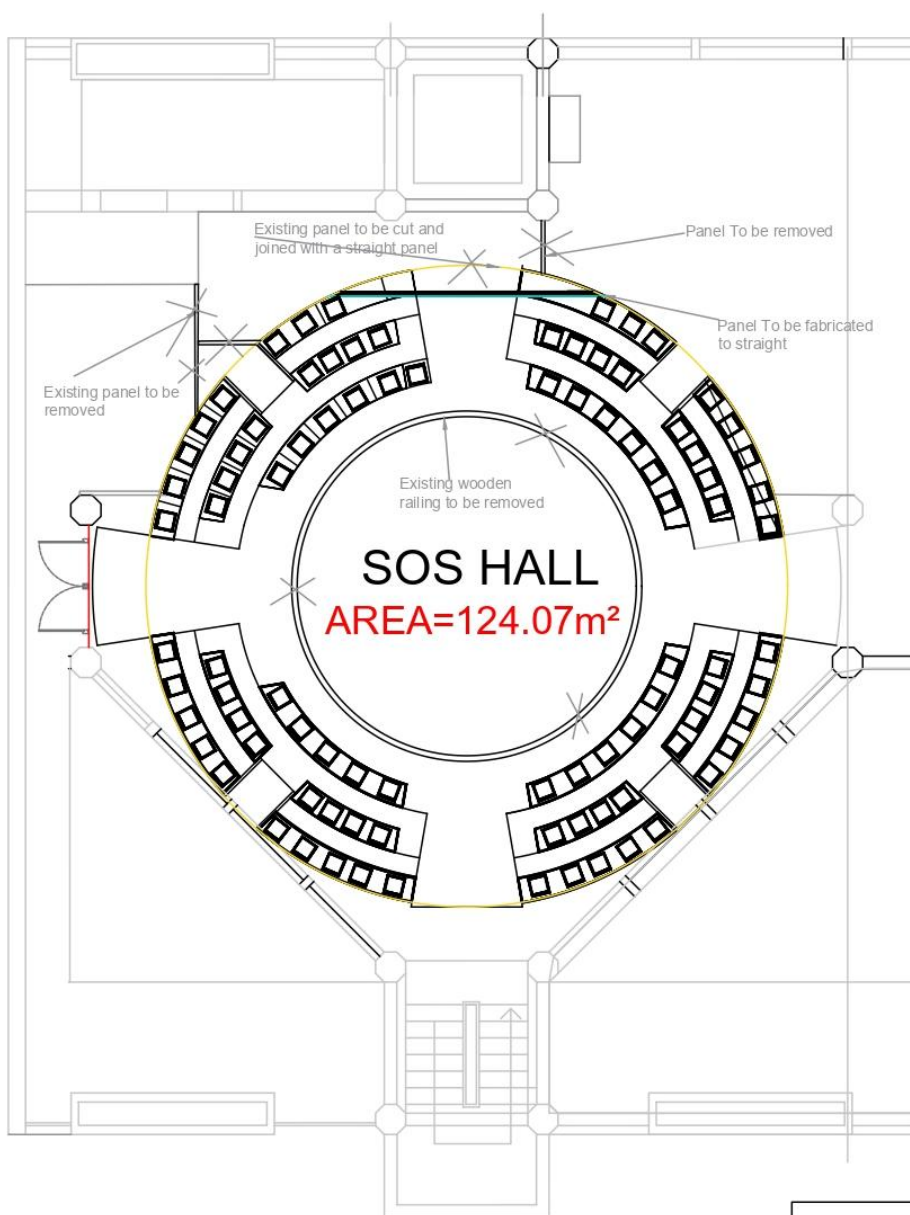 Existing panel to be cut and
joined with a straight panel
Panel To be removed
Panel To be fabricated
to straight
Existing panel to be
removed
Existing wooden
railing to be removed
SOS HALL
AREA=124.07m²